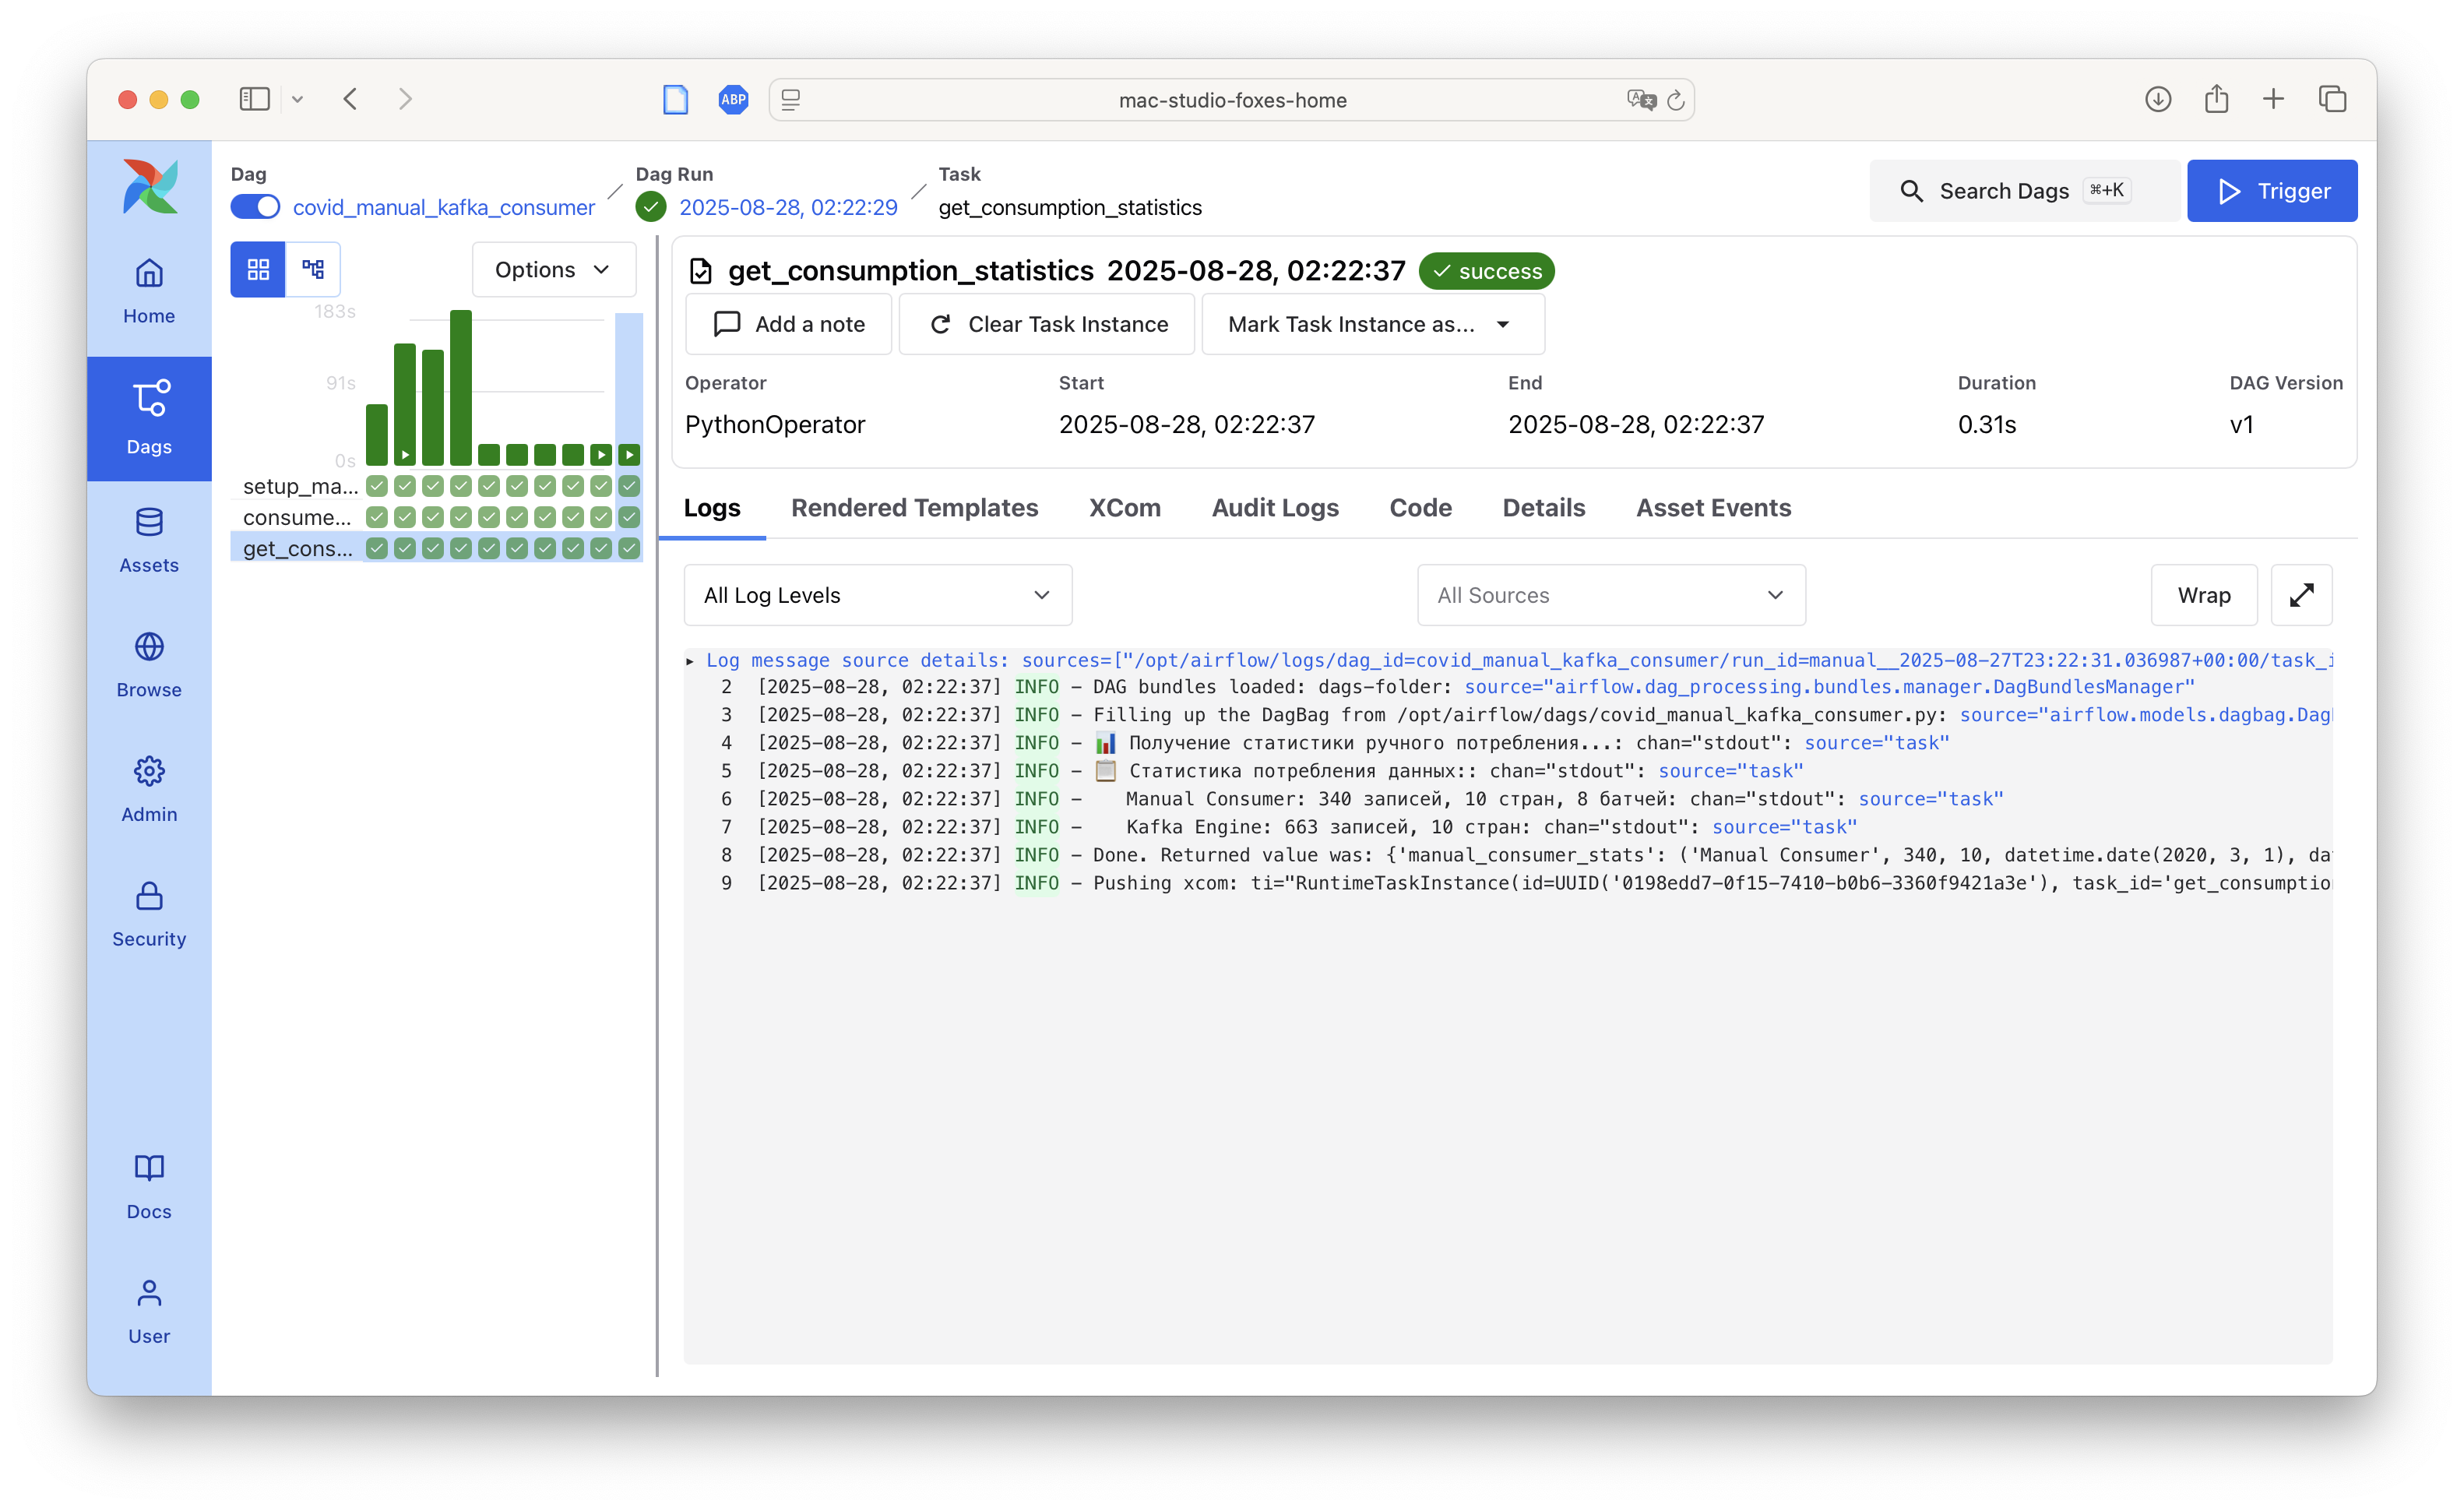 ABP
mac-studio-foxes-home
Dag
covid_manual_kafka_consumer
Dag Run
2025-08-28, 02:22:29
Task
get_consumption_statistics
Search Dags ⌘+K
Trigger
Home
Dags
Assets
Browse
Admin
Security
Docs
User
Options
183s
91s
0s
setup_ma...
consume...
get_cons...
get_consumption_statistics 2025-08-28, 02:22:37 success
Add a note
Clear Task Instance
Mark Task Instance as...
Operator Start End Duration DAG Version
PythonOperator 2025-08-28, 02:22:37 2025-08-28, 02:22:37 0.31s v1
Logs Rendered Templates XCom Audit Logs Code Details Asset Events
All Log Levels
All Sources
Wrap
Log message source details: sources=["/opt/airflow/logs/dag_id=covid_manual_kafka_consumer/run_id=manual__2025-08-27T23:22:31.036987+00:00/task_i
2 [2025-08-28, 02:22:37] INFO - DAG bundles loaded: dags-folder: source="airflow.dag_processing.bundles.manager.DagBundlesManager"
3 [2025-08-28, 02:22:37] INFO - Filling up the DagBag from /opt/airflow/dags/covid_manual_kafka_consumer.py: source="airflow.models.dagbag.Dag
4 [2025-08-28, 02:22:37] INFO - 📊 Получение статистики ручного потребления...: chan="stdout": source="task"
5 [2025-08-28, 02:22:37] INFO - 📋 Статистика потребления данных:: chan="stdout": source="task"
6 [2025-08-28, 02:22:37] INFO - Manual Consumer: 340 записей, 10 стран, 8 батчей: chan="stdout": source="task"
7 [2025-08-28, 02:22:37] INFO - Kafka Engine: 663 записей, 10 стран: chan="stdout": source="task"
8 [2025-08-28, 02:22:37] INFO - Done. Returned value was: {'manual_consumer_stats': ('Manual Consumer', 340, 10, datetime.date(2020, 3, 1), da
9 [2025-08-28, 02:22:37] INFO - Pushing xcom: ti="RuntimeTaskInstance(id=UUID('0198edd7-0f15-7410-b0b6-3360f9421a3e'), task_id='get_consumptio